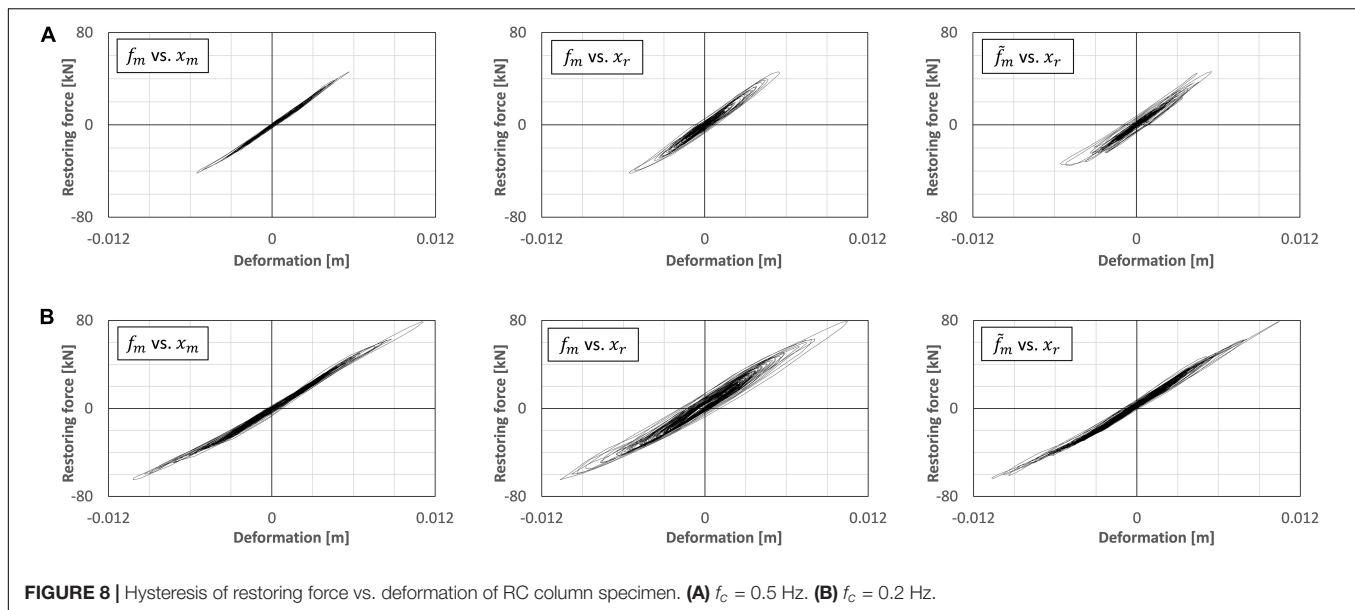 A
Restoring force [kN]
80
0
-80
f_m vs. x_m
-0.012 0 0.012
Deformation [m]
Restoring force [kN]
80
0
-80
f_m vs. x_r
-0.012 0 0.012
Deformation [m]
Restoring force [kN]
80
0
-80
f̃_m vs. x_r
-0.012 0 0.012
Deformation [m]
B
Restoring force [kN]
80
0
-80
f_m vs. x_m
-0.012 0 0.012
Deformation [m]
Restoring force [kN]
80
0
-80
f_m vs. x_r
-0.012 0 0.012
Deformation [m]
Restoring force [kN]
80
0
-80
f̃_m vs. x_r
-0.012 0 0.012
Deformation [m]
FIGURE 8 | Hysteresis of restoring force vs. deformation of RC column specimen. (A) f_c = 0.5 Hz. (B) f_c = 0.2 Hz.